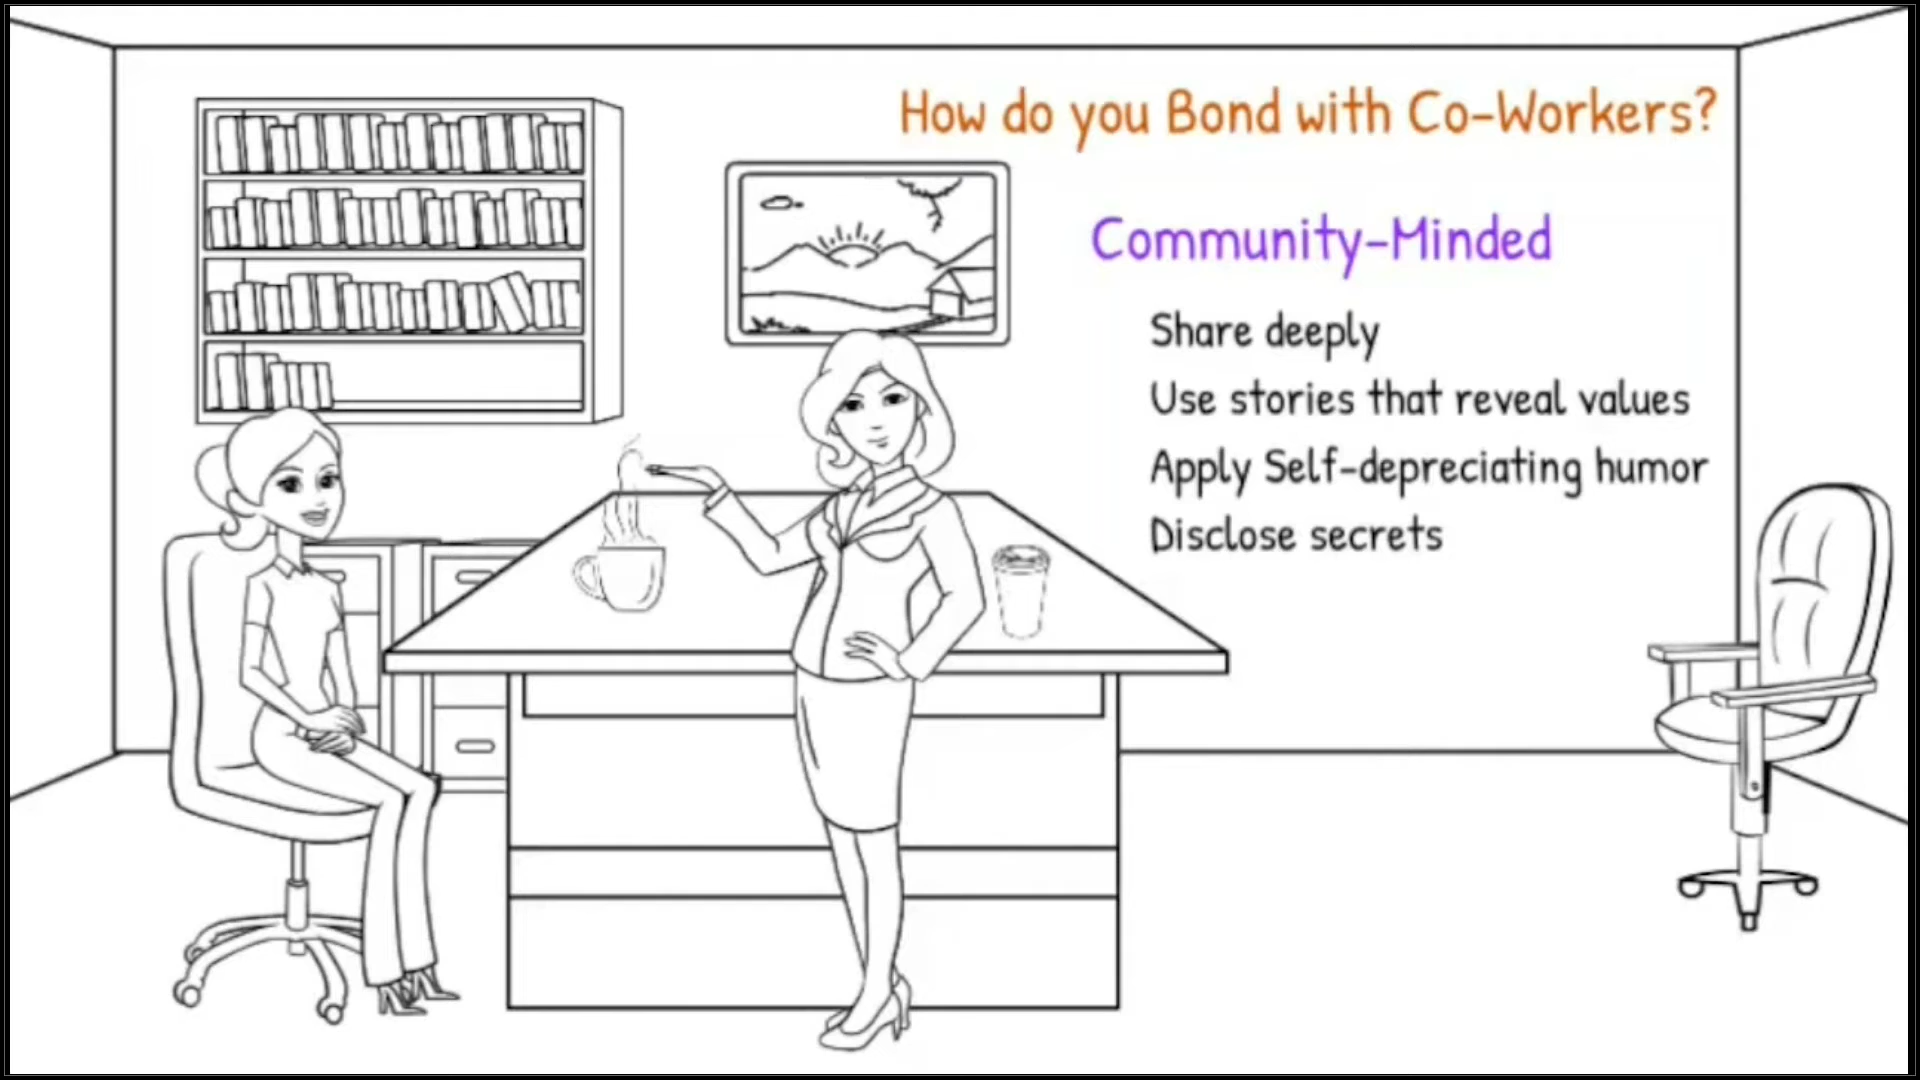 How do you Bond with Co-Workers?
Community-Minded
Share deeply
Use stories that reveal values
Apply Self-depreciating humor
Disclose secrets